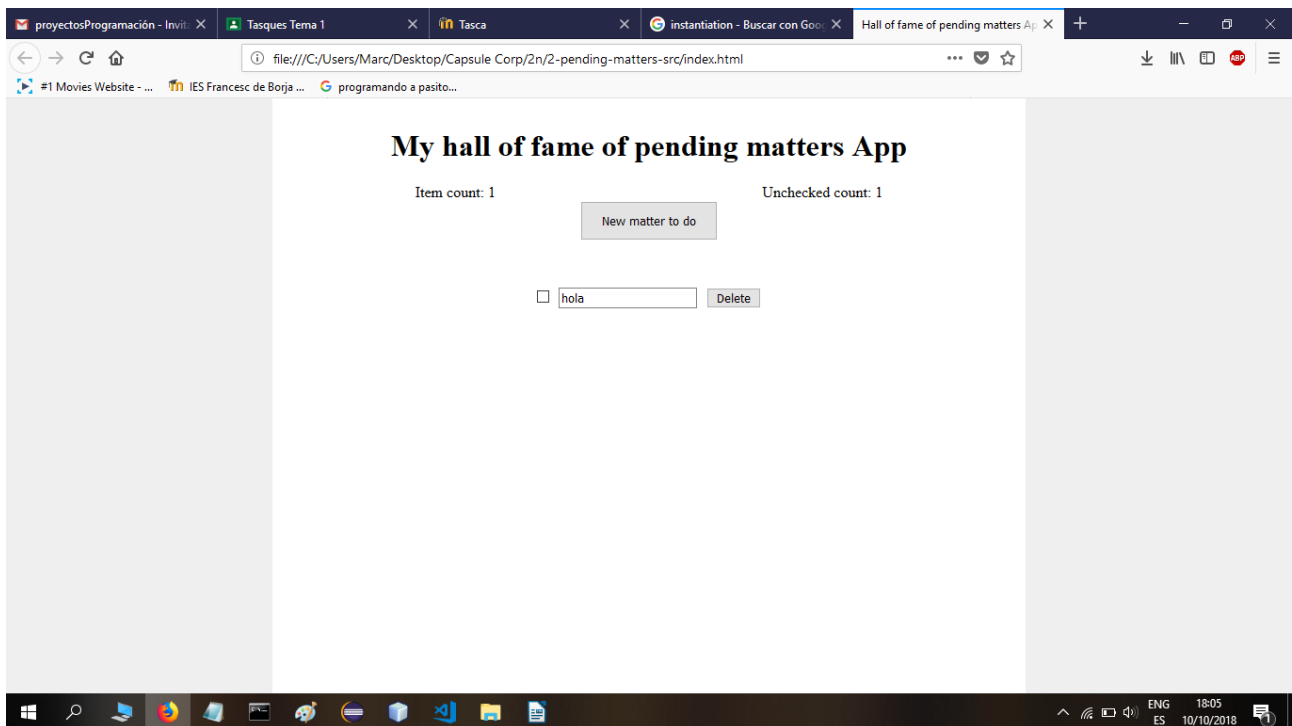 proyectosProgramación - Invit
Tasques Tema 1
Tasca
instantiation - Buscar con Goog
Hall of fame of pending matters Ap
file:///C:/Users/Marc/Desktop/Capsule Corp/2n/2-pending-matters-src/index.html
ABP
#1 Movies Website - ...
IES Francesc de Borja ...
programando a pasito...
My hall of fame of pending matters App
Item count: 1
Unchecked count: 1
New matter to do
hola
Delete
ENG
18:05
ES
10/10/2018
1